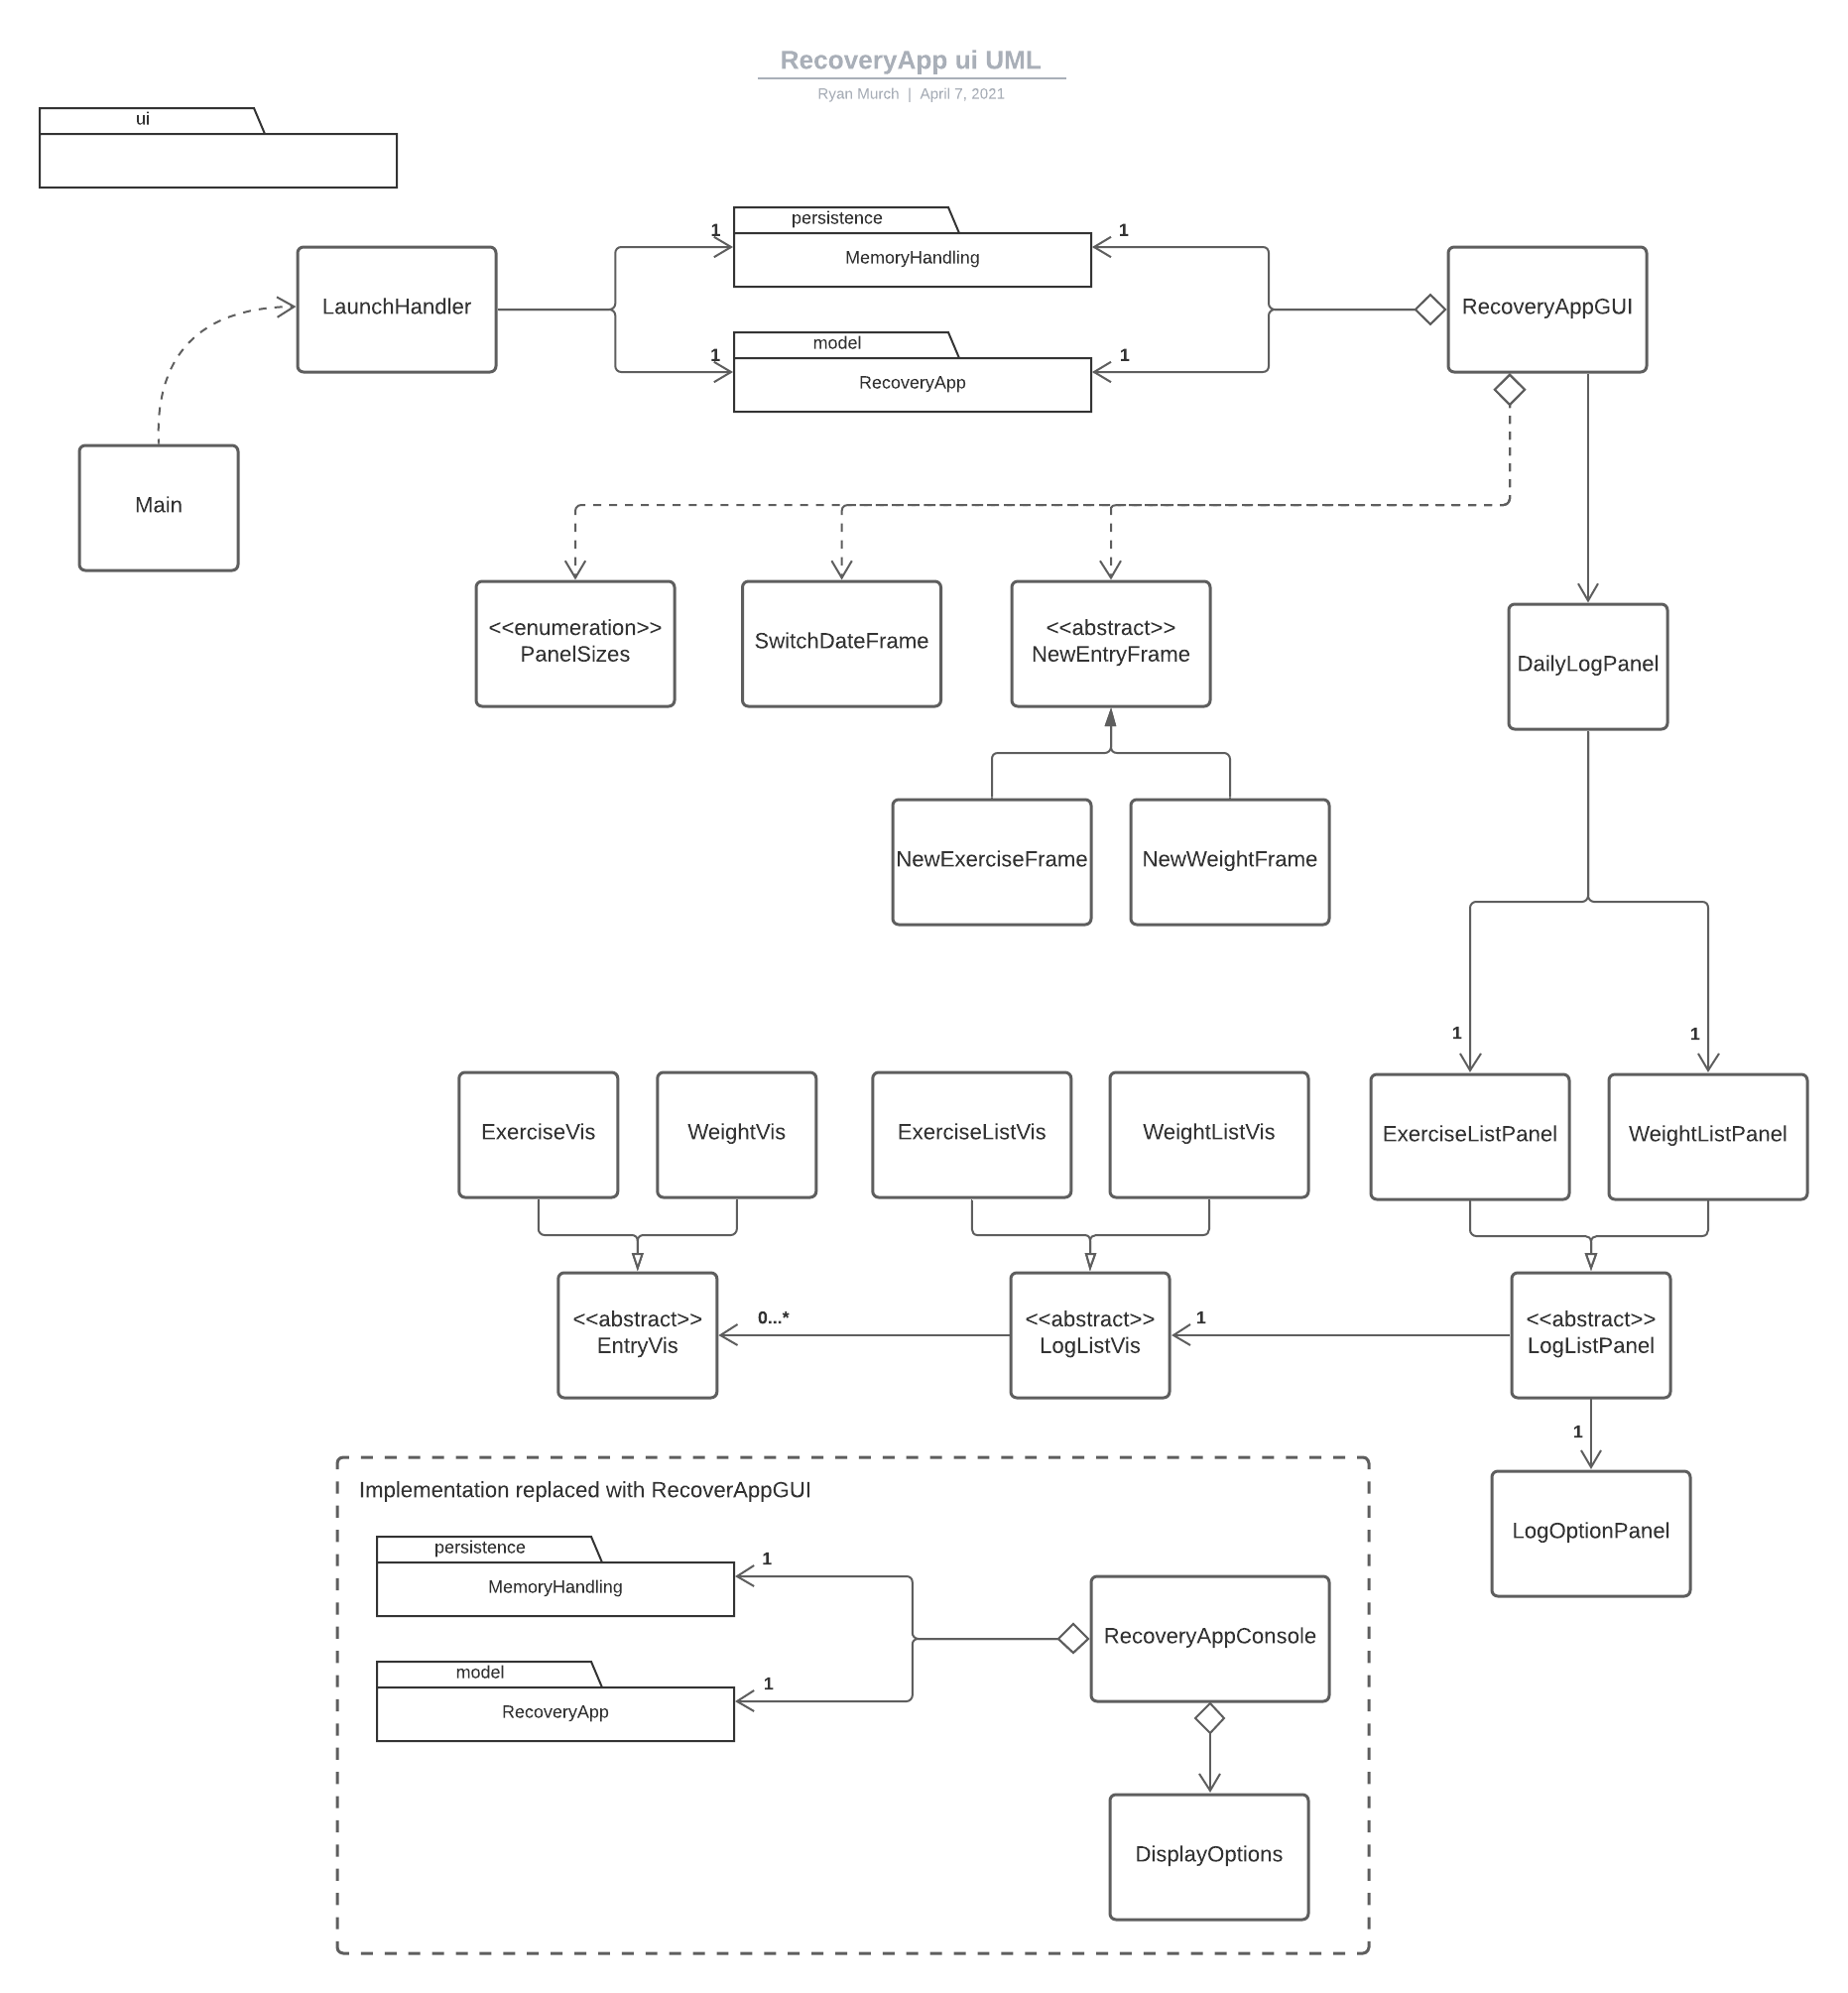 RecoveryApp ui UML
Ryan Murch | April 7, 2021
ui
persistence
MemoryHandling
1
1
LaunchHandler
RecoveryAppGUI
model
RecoveryApp
1
1
Main
<<enumeration>>
PanelSizes
SwitchDateFrame
<<abstract>>
NewEntryFrame
DailyLogPanel
NewExerciseFrame
NewWeightFrame
1
1
ExerciseVis
WeightVis
ExerciseListVis
WeightListVis
ExerciseListPanel
WeightListPanel
<<abstract>>
EntryVis
0...*
<<abstract>>
LogListVis
1
<<abstract>>
LogListPanel
1
LogOptionPanel
Implementation replaced with RecoverAppGUI
persistence
MemoryHandling
1
RecoveryAppConsole
model
RecoveryApp
1
DisplayOptions